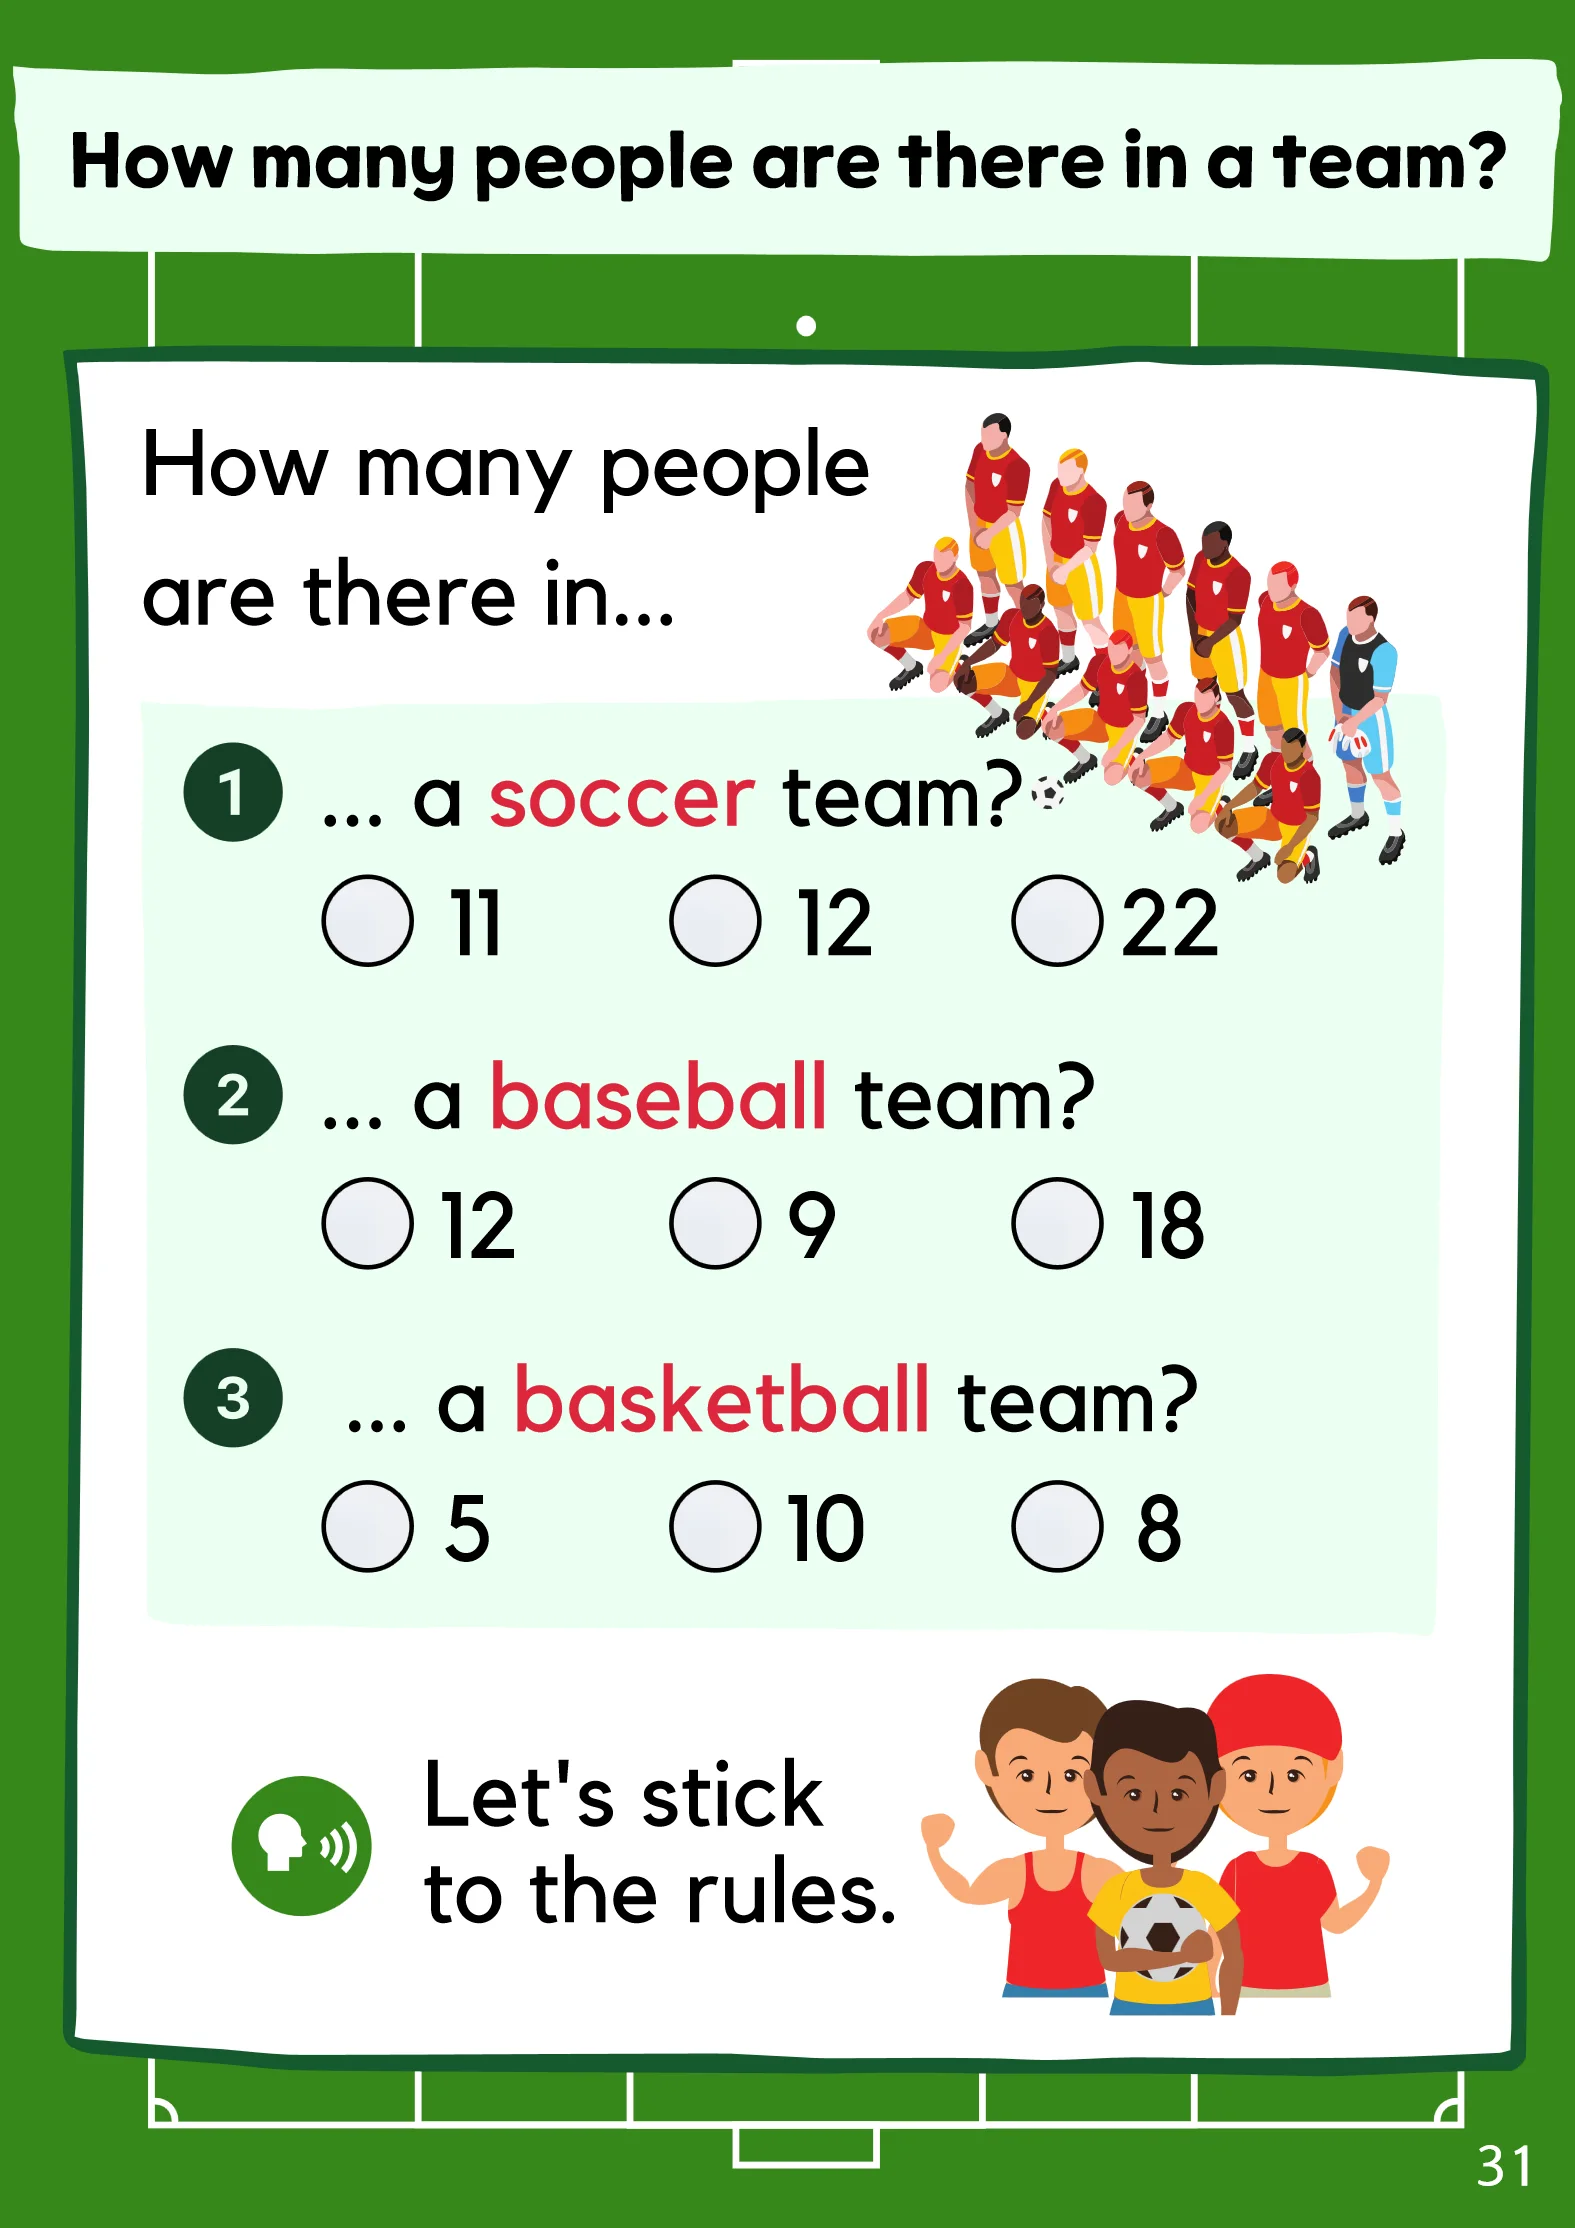 How many people are there in a team?
How many people
are there in...
1 ... a soccer team?
11 12 22
2 ... a baseball team?
12 9 18
3 ... a basketball team?
5 10 8
Let's stick
to the rules.
31